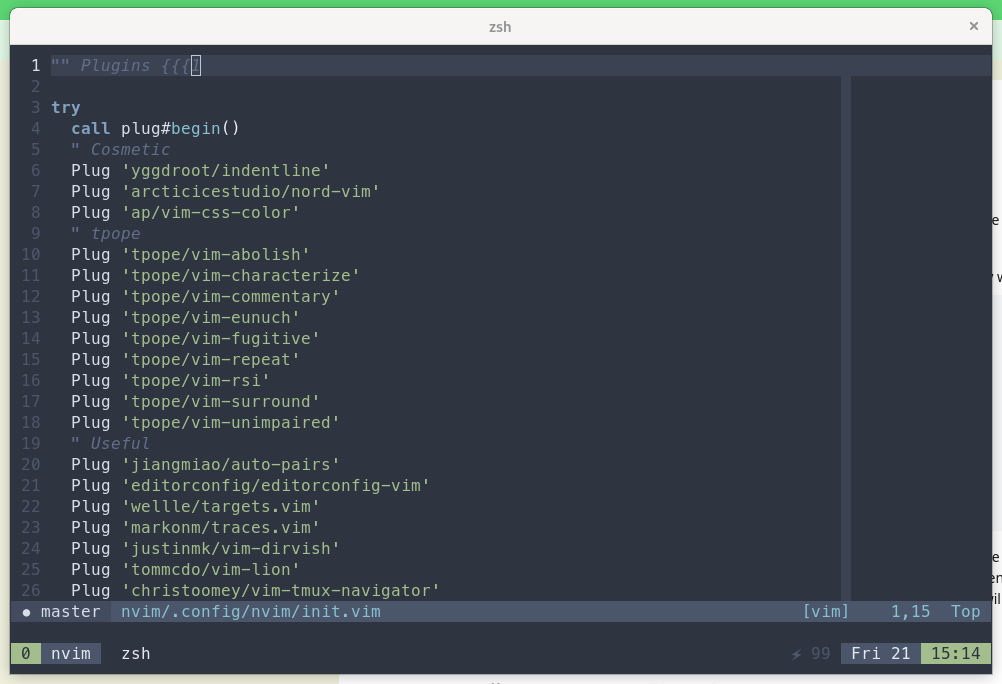 zsh ×
1 "" Plugins {{{1
2
3 try
4 call plug#begin()
5 " Cosmetic
6 Plug 'yggdroot/indentline'
7 Plug 'arcticicestudio/nord-vim'
8 Plug 'ap/vim-css-color'
9 " tpope
10 Plug 'tpope/vim-abolish'
11 Plug 'tpope/vim-characterize'
12 Plug 'tpope/vim-commentary'
13 Plug 'tpope/vim-eunuch'
14 Plug 'tpope/vim-fugitive'
15 Plug 'tpope/vim-repeat'
16 Plug 'tpope/vim-rsi'
17 Plug 'tpope/vim-surround'
18 Plug 'tpope/vim-unimpaired'
19 " Useful
20 Plug 'jiangmiao/auto-pairs'
21 Plug 'editorconfig/editorconfig-vim'
22 Plug 'wellle/targets.vim'
23 Plug 'markonm/traces.vim'
24 Plug 'justinmk/vim-dirvish'
25 Plug 'tommcdo/vim-lion'
26 Plug 'christoomey/vim-tmux-navigator'
● master nvim/.config/nvim/init.vim [vim] 1,15 Top
0 nvim zsh ⚡ 99 Fri 21 15:14